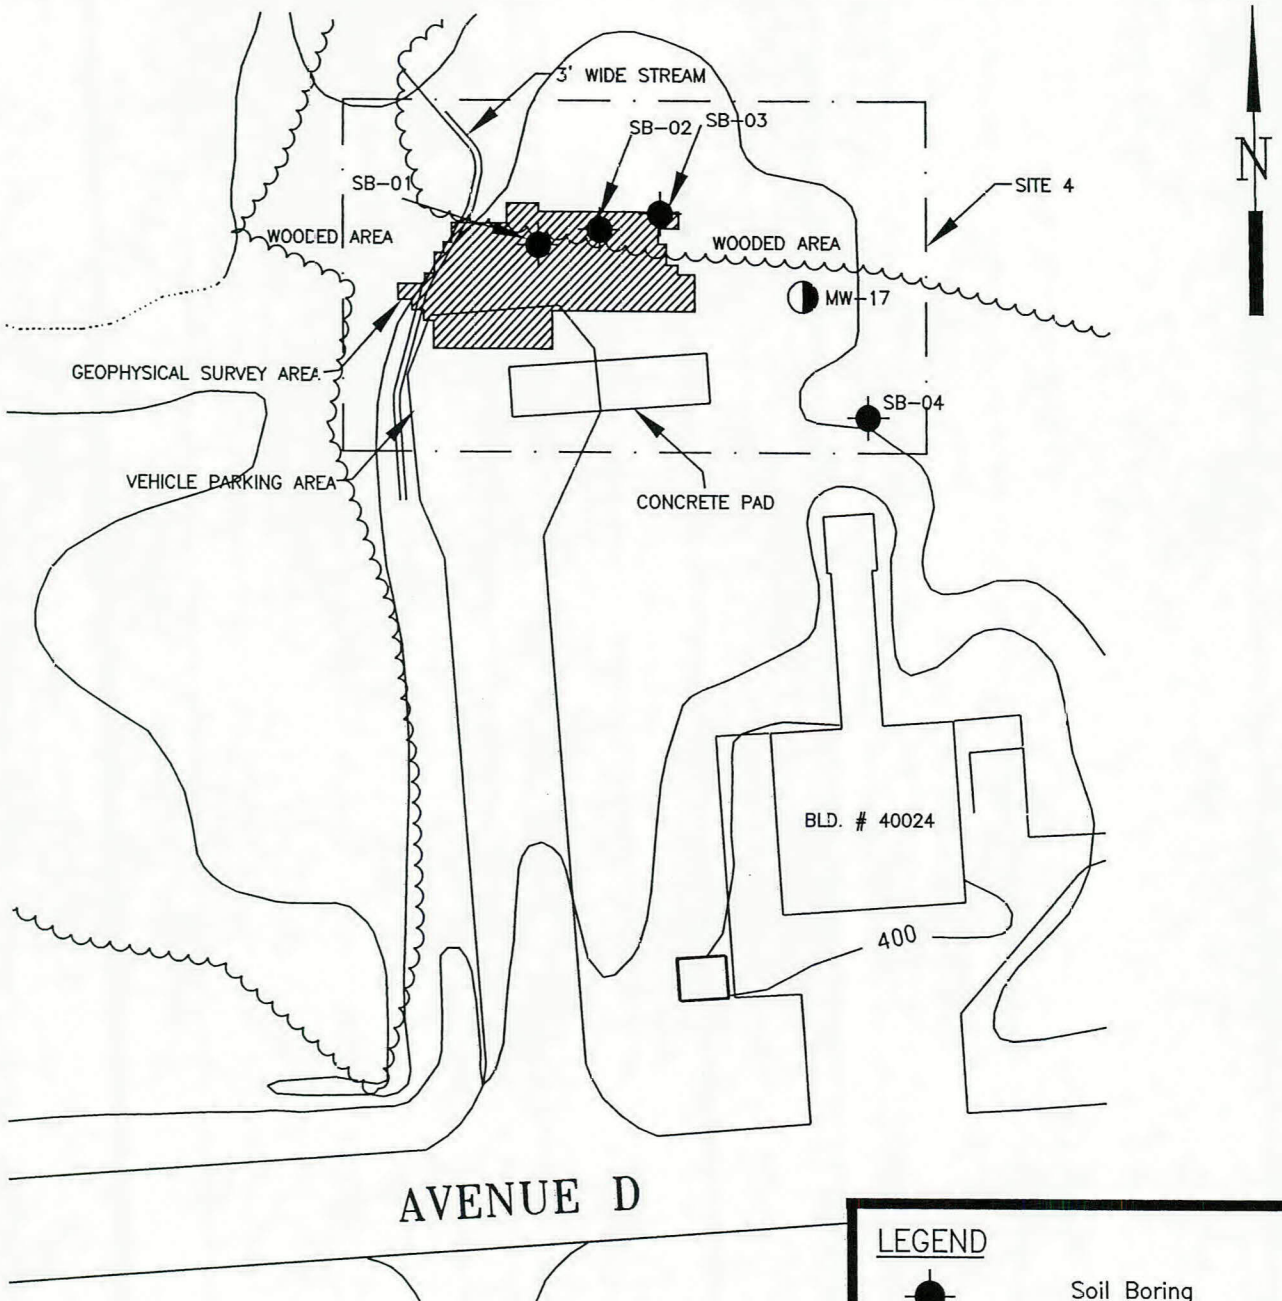 3' WIDE STREAM
SB-02
SB-03
N
SB-01
SITE 4
WOODED AREA
WOODED AREA
MW-17
GEOPHYSICAL SURVEY AREA
SB-04
VEHICLE PARKING AREA
CONCRETE PAD
BLD. # 40024
400
AVENUE D
LEGEND
Soil Boring